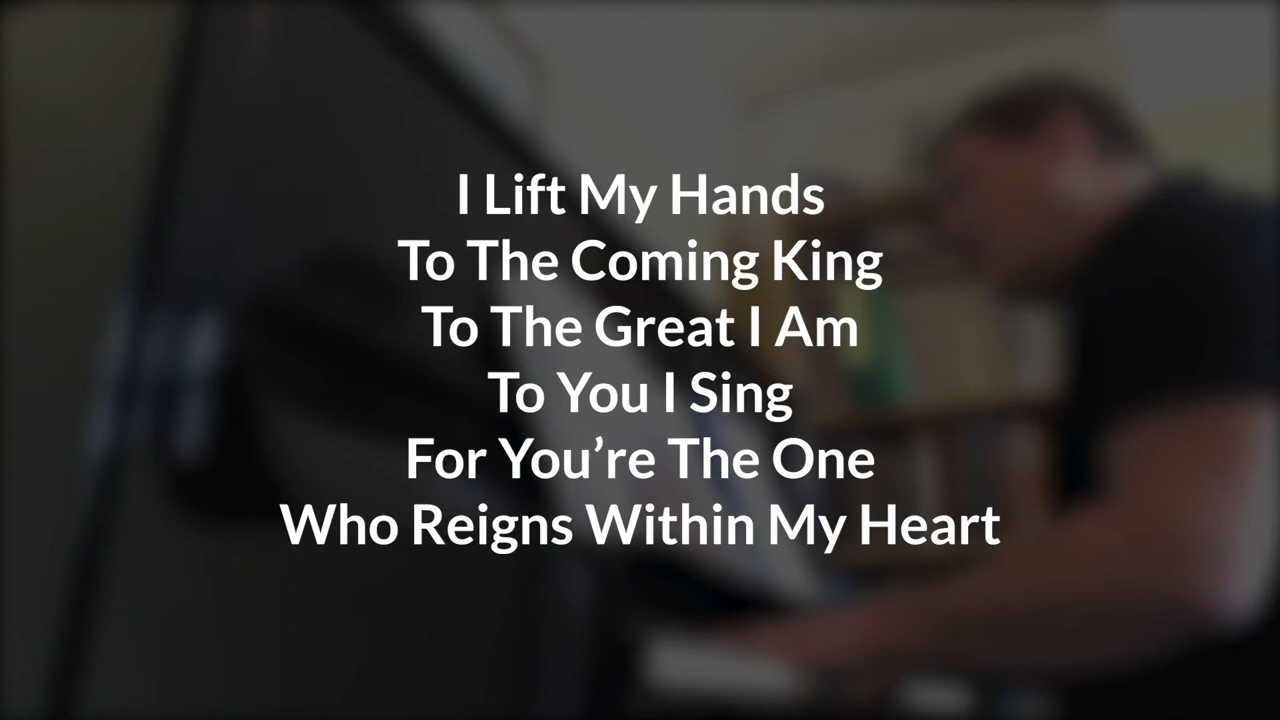 I Lift My Hands
To The Coming King
To The Great I Am
To You I Sing
For You’re The One
Who Reigns Within My Heart